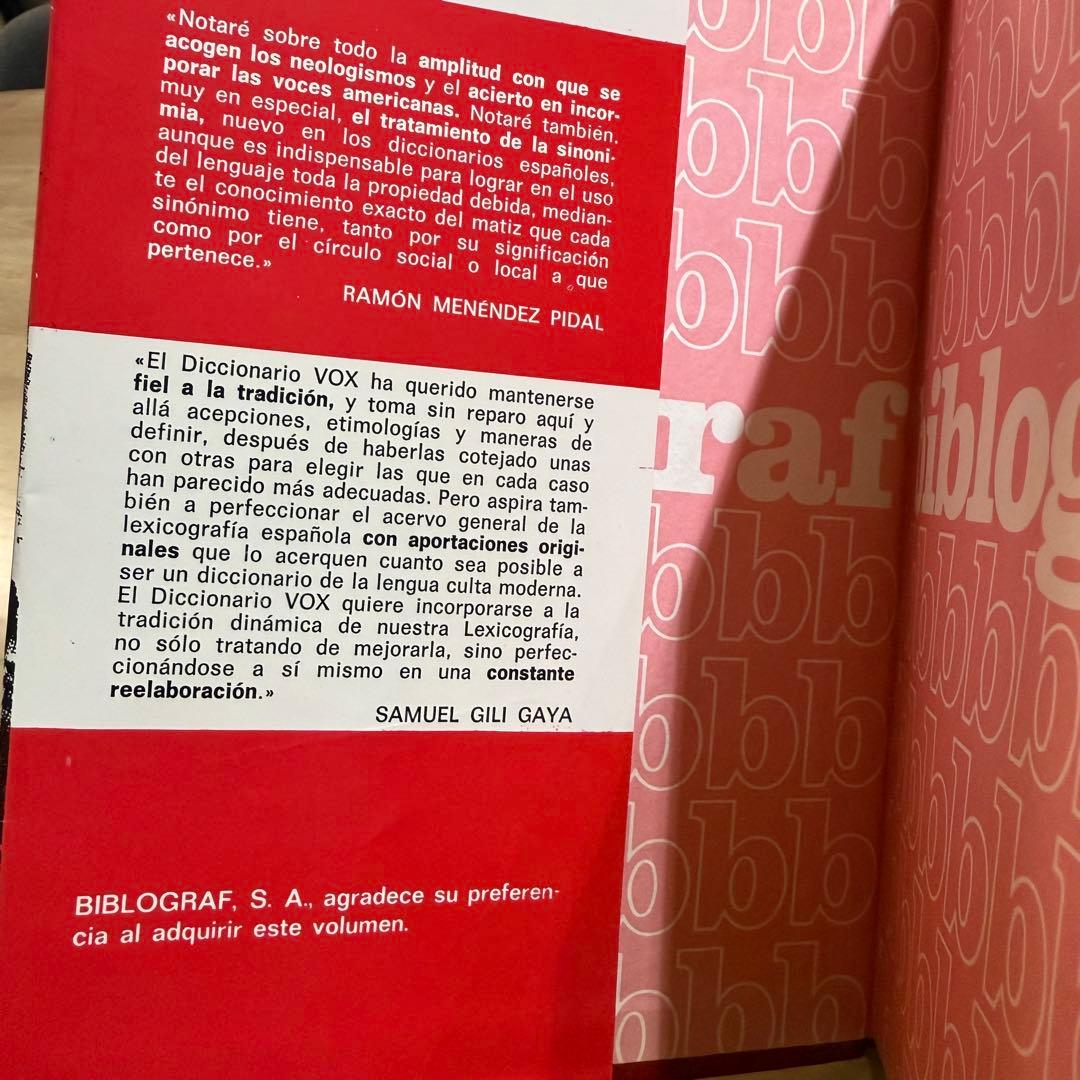 «Notaré sobre todo la amplitud con que se
acogen los neologismos y el acierto en incor-
porar las voces americanas. Notaré también,
muy en especial, el tratamiento de la sinoni-
mia, nuevo en los diccionarios españoles,
aunque es indispensable para lograr en el uso
del lenguaje toda la propiedad debida, median-
te el conocimiento exacto del matiz que cada
sinónimo tiene, tanto por su significación
como por el círculo social o local a que
pertenece.»
RAMÓN MENÉNDEZ PIDAL
«El Diccionario VOX ha querido mantenerse
fiel a la tradición, y toma sin reparo aquí y
allá acepciones, etimologías y maneras de
definir, después de haberlas cotejado unas
con otras para elegir las que en cada caso
han parecido más adecuadas. Pero aspira tam-
bién a perfeccionar el acervo general de la
lexicografía española con aportaciones origi-
nales que lo acerquen cuanto sea posible a
ser un diccionario de la lengua culta moderna.
El Diccionario VOX quiere incorporarse a la
tradición dinámica de nuestra Lexicografía,
no sólo tratando de mejorarla, sino perfec-
cionándose a sí mismo en una constante
reelaboración.»
SAMUEL GILI GAYA
BIBLOGRAF, S. A., agradece su preferen-
cia al adquirir este volumen.
raf biblog